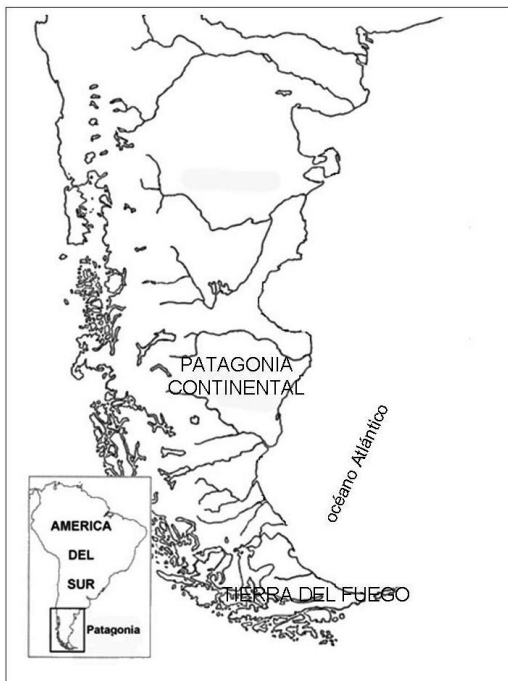 PATAGONIA
CONTINENTAL
océano Atlántico
AMERICA
DEL
SUR
Patagonia
TIERRA DEL FUEGO